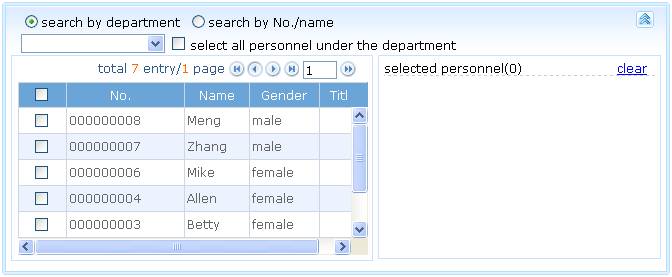 search by department search by No./name
select all personnel under the department
total 7 entry/1 page 1
selected personnel(0) clear
No. Name Gender Titl
000000008 Meng male
000000007 Zhang male
000000006 Mike female
000000004 Allen female
000000003 Betty female